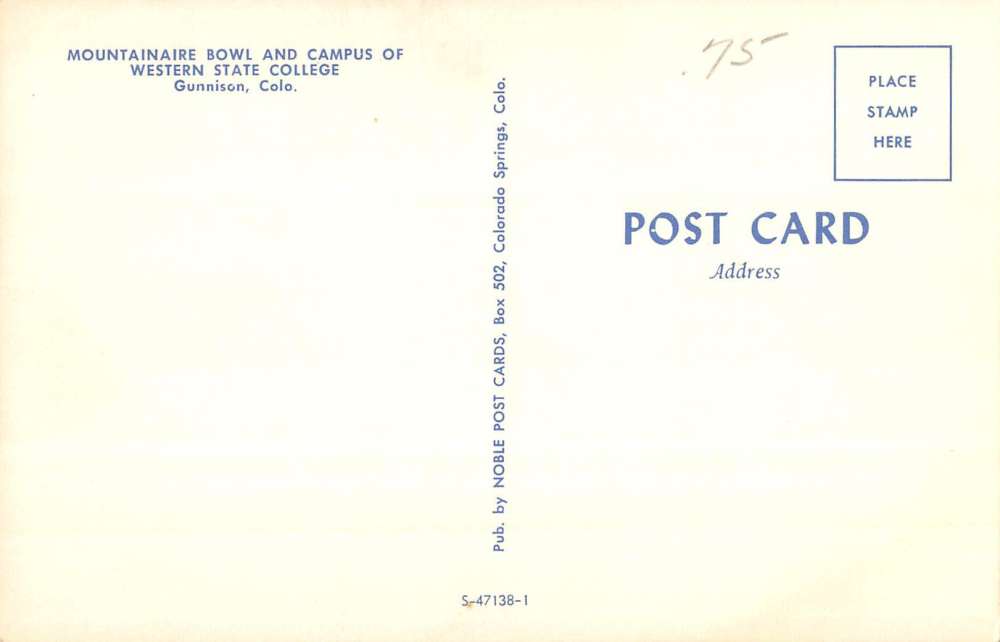 MOUNTAINAIRE BOWL AND CAMPUS OF
WESTERN STATE COLLEGE
Gunnison, Colo.
Pub. by NOBLE POST CARDS, Box 502, Colorado Springs, Colo.
S-47138-1
.75
PLACE
STAMP
HERE
POST CARD
Address